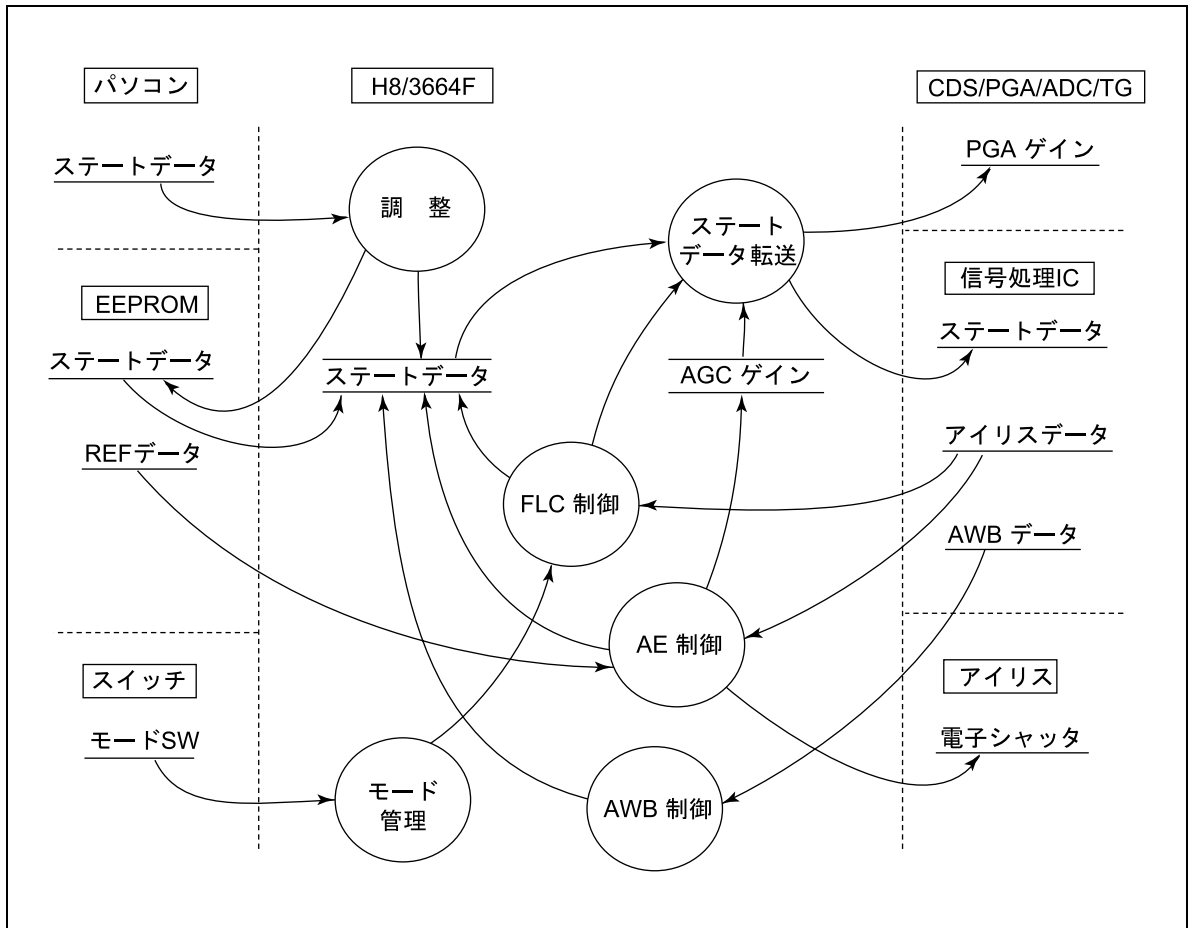 パソコン
H8/3664F
CDS/PGA/ADC/TG
ステートデータ
PGA ゲイン
調　整
ステート
データ転送
EEPROM
信号処理IC
ステートデータ
ステートデータ
AGC ゲイン
ステートデータ
REFデータ
アイリスデータ
FLC 制御
AWB データ
AE 制御
スイッチ
アイリス
モードSW
電子シャッタ
モード
管理
AWB 制御